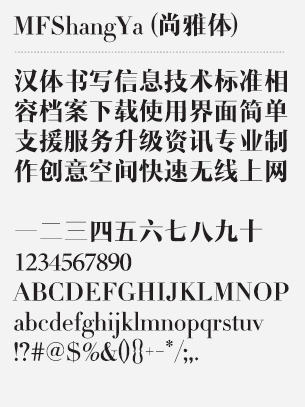 MFShangYa (尚雅体)
汉体书写信息技术标准相
容档案下载使用界面简单
支援服务升级资讯专业制
作创意空间快速无线上网
一二三四五六七八九十
1234567890
ABCDEFGHIJKLMNOP
abcdefghijklmnopqrstuv
!?#@$%&(){}+-*/;,.